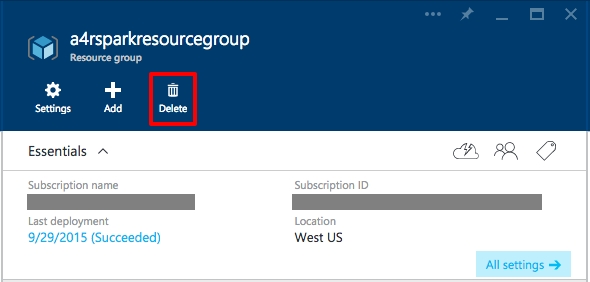 a4rsparkresourcegroup
Resource group
Settings Add Delete
Essentials
Subscription name Subscription ID
Last deployment Location
9/29/2015 (Succeeded) West US
All settings →